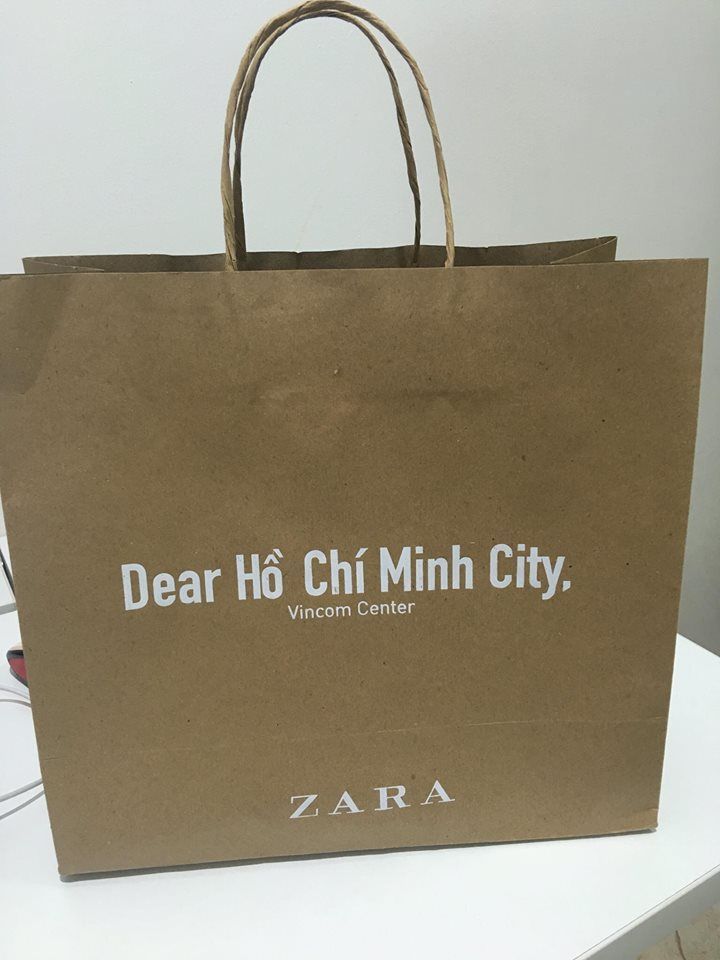 Dear Hồ Chí Minh City,
Vincom Center
ZARA